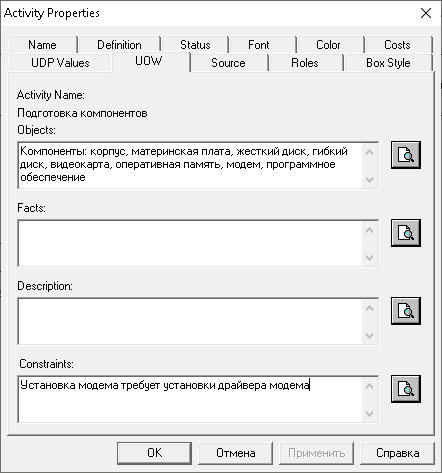 Activity Properties
Name Definition Status Font Color Costs
UDP Values UOW Source Roles Box Style
Activity Name:
Подготовка компонентов
Objects:
Компоненты: корпус, материнская плата, жесткий диск, гибкий
диск, видеокарта, оперативная память, модем, программное
обеспечение
Facts:
Description:
Constraints:
Установка модема требует установки драйвера модема
OK Отмена Применить Справка